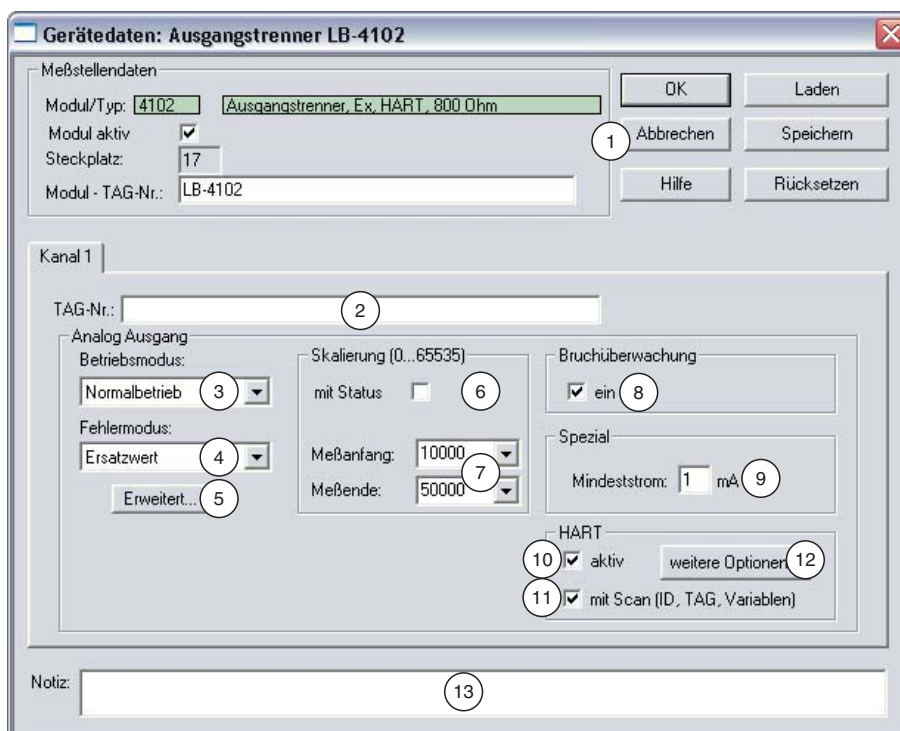 Gerätedaten: Ausgangstrenner LB-4102
Meßstellendaten
Modul/Typ: 4102 Ausgangstrenner, Ex, HART, 800 Ohm
Modul aktiv
Steckplatz: 17
Modul - TAG-Nr.: LB-4102
OK Laden
1 Abbrechen Speichern
Hilfe Rücksetzen
Kanal 1
TAG-Nr.: 2
Analog Ausgang
Betriebsmodus:
Normalbetrieb 3
Fehlermodus:
Ersatzwert 4
Erweitert... 5
Skalierung (0...65535)
mit Status 6
Meßanfang: 10000
7
Meßende: 50000
Bruchüberwachung
ein 8
Spezial
Mindeststrom: 1 mA 9
HART
10 aktiv weitere Optionen 12
11 mit Scan (ID, TAG, Variablen)
Notiz: 13